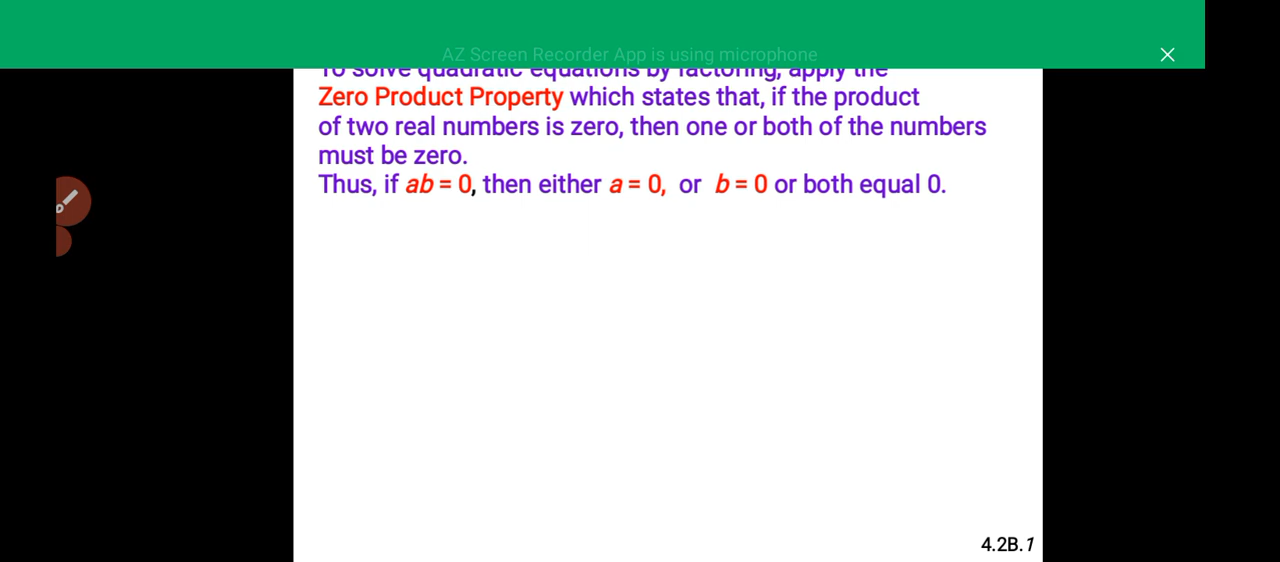 AZ Screen Recorder App is using microphone
To solve quadratic equations by factoring, apply the
Zero Product Property which states that, if the product
of two real numbers is zero, then one or both of the numbers
must be zero.
Thus, if ab = 0, then either a = 0, or b = 0 or both equal 0.
4.2B.1